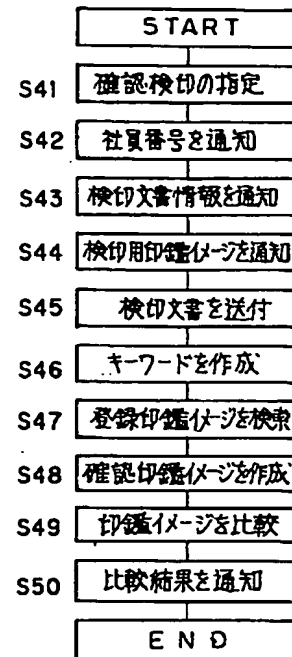 START
S41 確認検印の指定
S42 社員番号を通知
S43 検印文書情報を通知
S44 検印用印鑑イメージを通知
S45 検印文書を送付
S46 キーワードを作成
S47 登録印鑑イメージを検索
S48 確認印鑑イメージを作成
S49 印鑑イメージを比較
S50 比較結果を通知
END